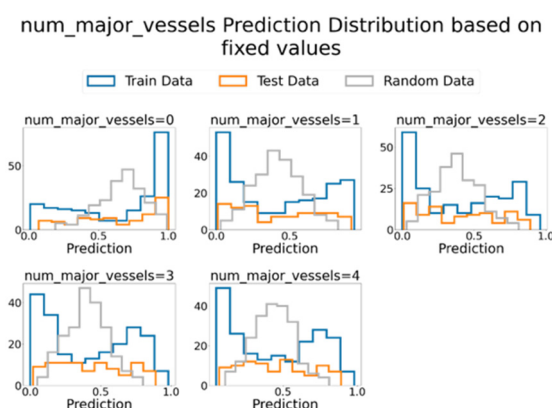 num_major_vessels Prediction Distribution based on
fixed values
Train Data Test Data Random Data
num_major_vessels=0 num_major_vessels=1 num_major_vessels=2
50
0
0.0 0.5 1.0
Prediction
40
20
0
0.0 0.5
Prediction
50
25
0
0.0 0.5 1.0
Prediction
num_major_vessels=3 num_major_vessels=4
40
20
0
0.0 0.5 1.0
Prediction
40
20
0
0.5 1.0
Prediction